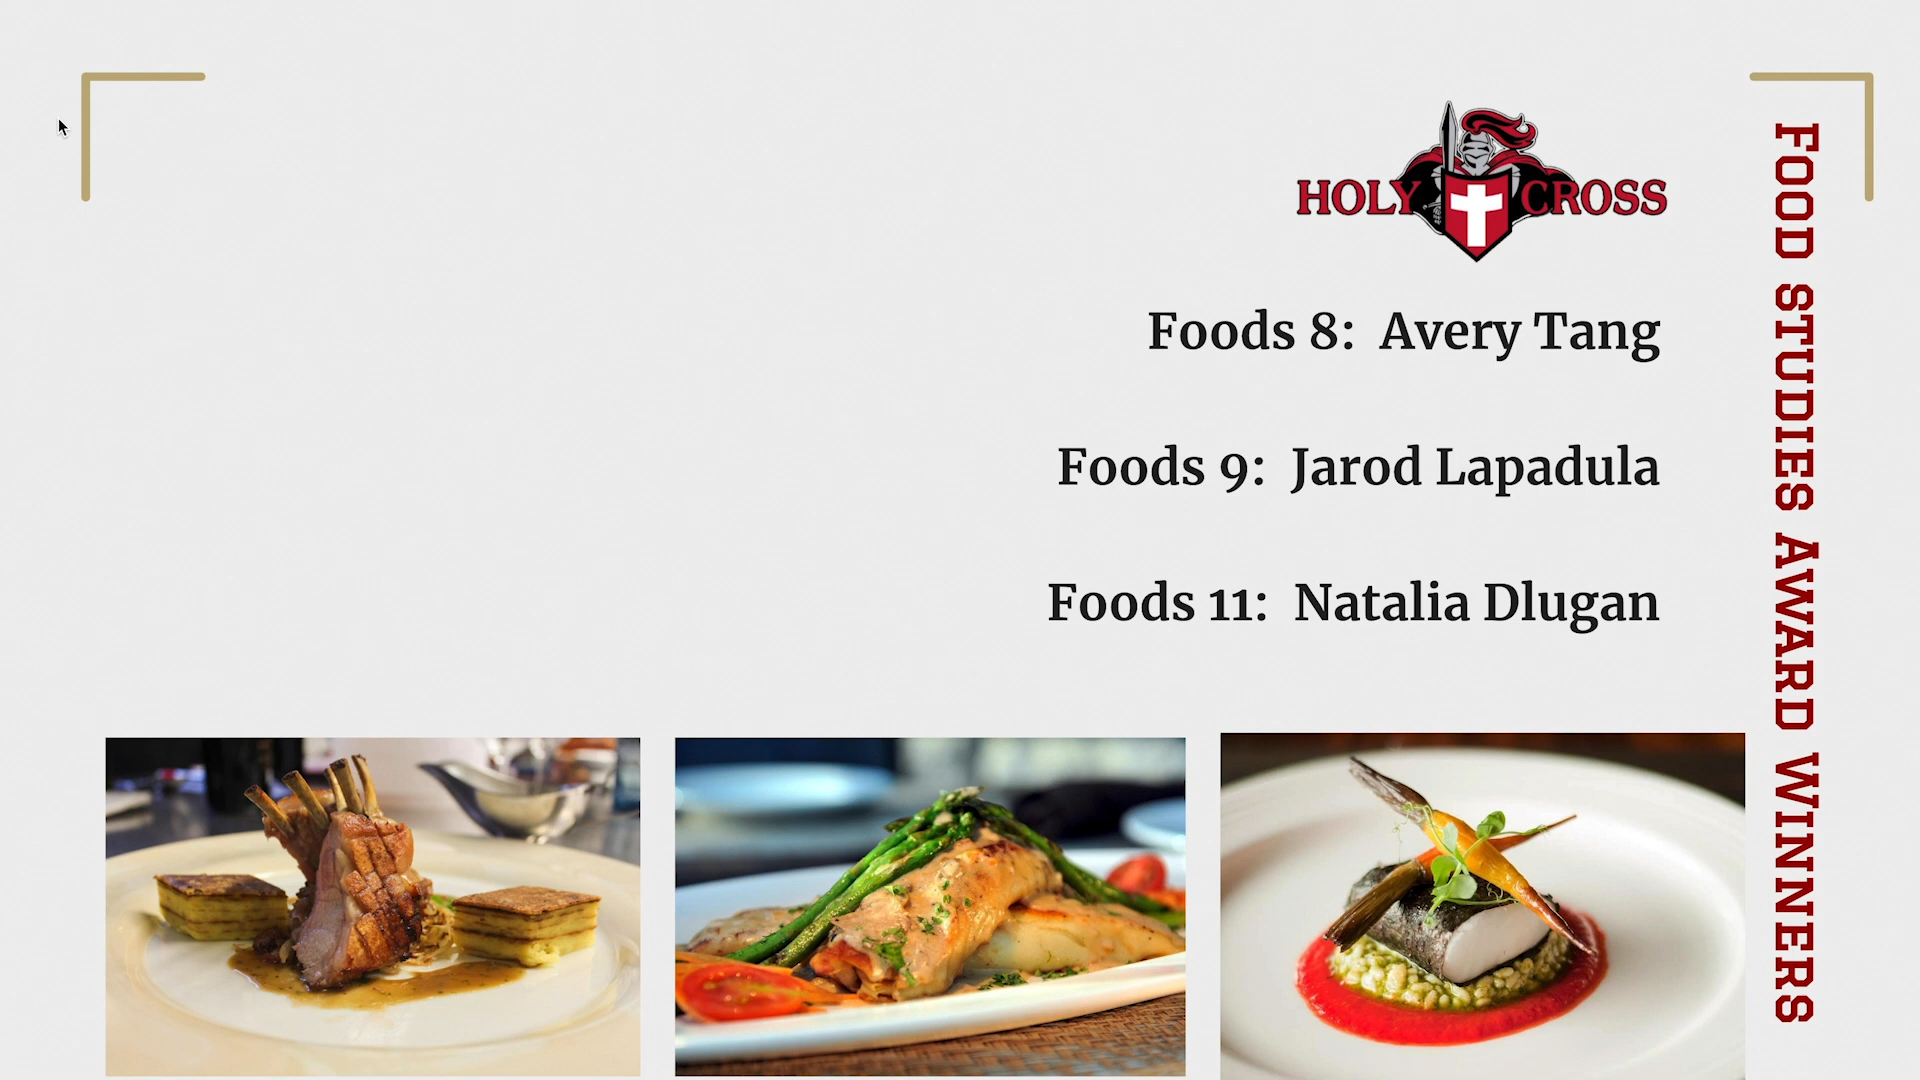 HOLY CROSS
Foods 8: Avery Tang
Foods 9: Jarod Lapadula
Foods 11: Natalia Dlugan
FOOD STUDIES AWARD WINNERS